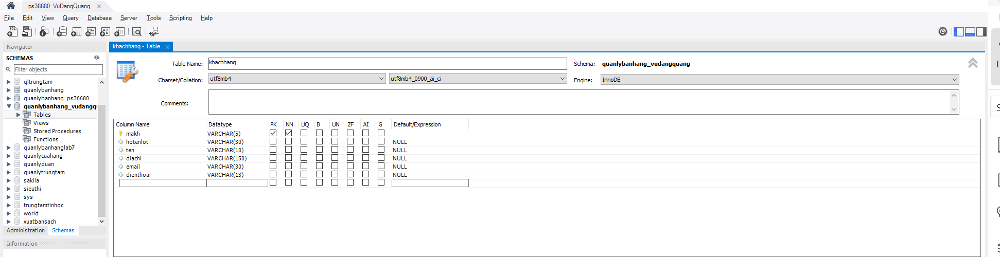 ps36680_VuDangQuang
File Edit View Query Database Server Tools Scripting Help
Navigator
SCHEMAS
Filter objects
qltrungtam
quanlybanhang
quanlybanhang_ps36680
quanlybanhang_vudangqu
Tables
Views
Stored Procedures
Functions
quanlybanhanglab7
quanlycuahang
quanlyduan
quanlytrungtam
sakila
sieuthi
sys
trungtamtinhoc
world
xuatbansach
Administration Schemas
Information
khachhang - Table
Table Name: khachhang Schema: quanlybanhang_vudangquang
Charset/Collation: utf8mb4 utf8mb4_0900_ai_ci Engine: InnoDB
Comments:
Column Name Datatype PK NN UQ B UN ZF AI G Default/Expression
makh VARCHAR(5)
hotenlot VARCHAR(30) NULL
ten VARCHAR(10) NULL
diachi VARCHAR(150) NULL
email VARCHAR(30) NULL
dienthoai VARCHAR(13) NULL